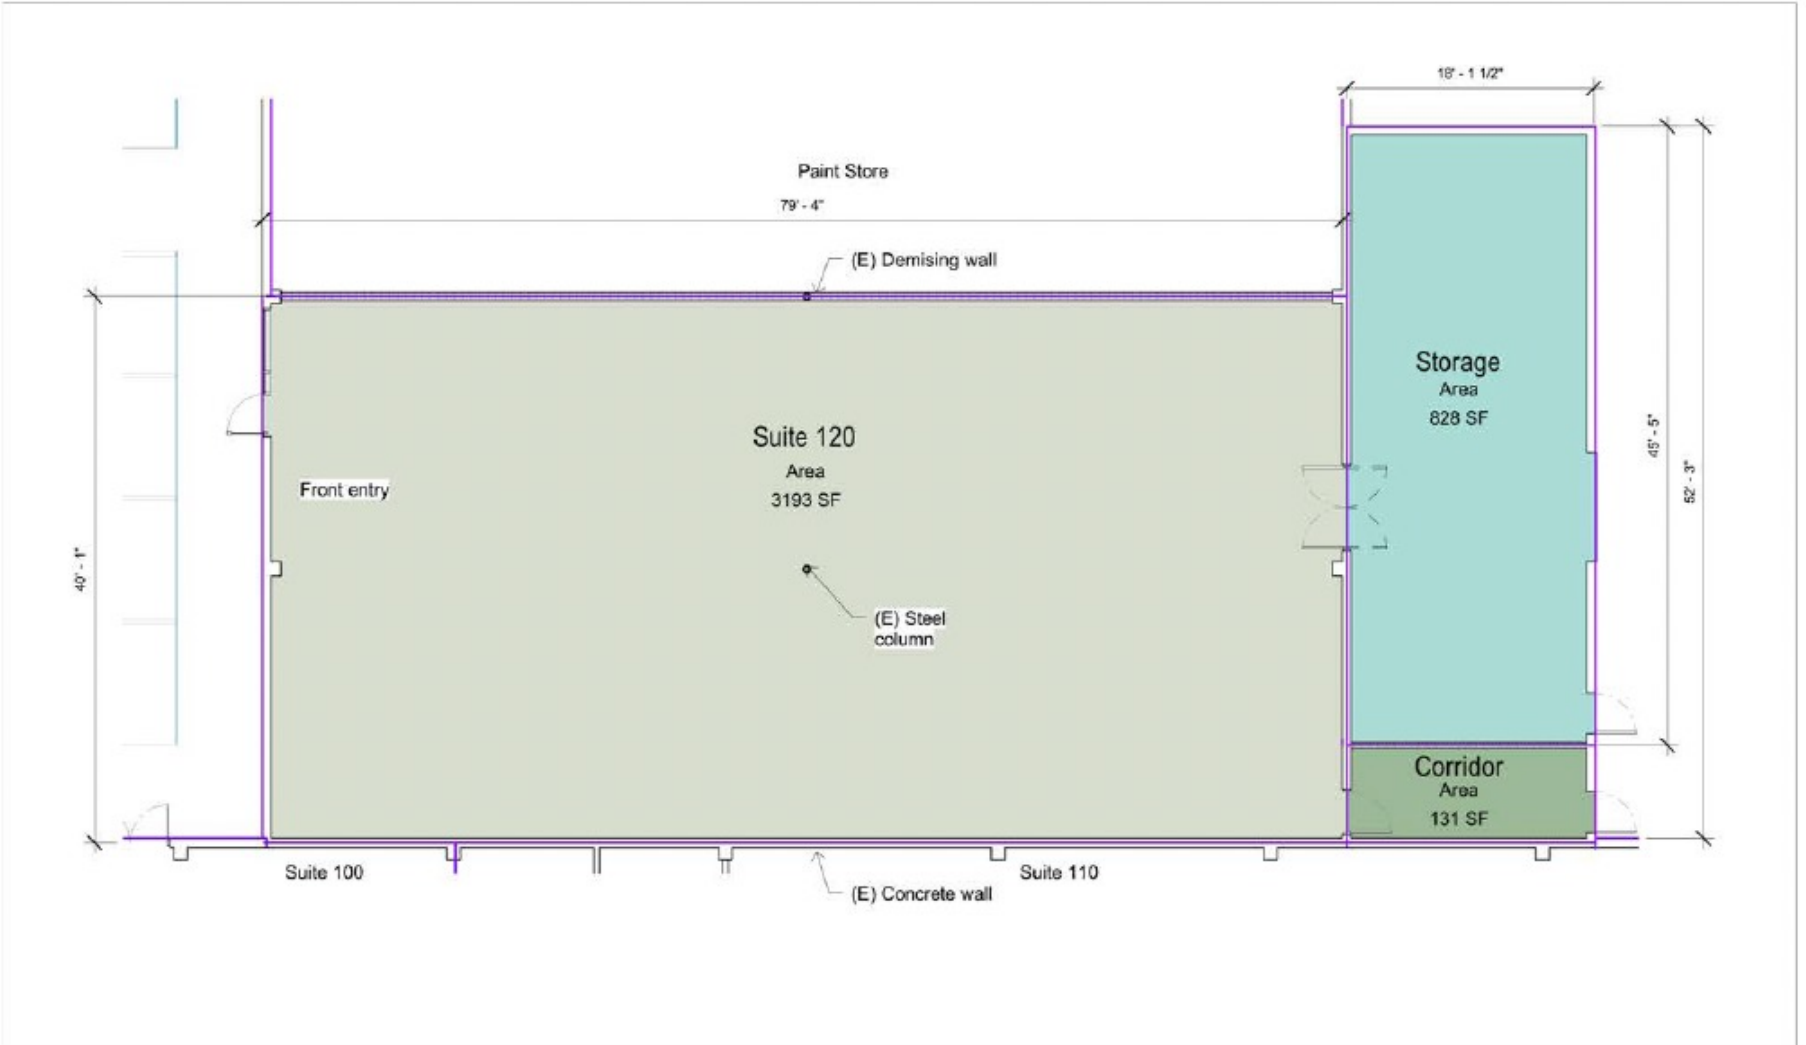 18' - 1 1/2"
Paint Store
79' - 4"
(E) Demising wall
Storage
Area
828 SF
Suite 120
Area
3193 SF
45' - 5"
52' - 3"
Front entry
40' - 1"
(E) Steel
column
Corridor
Area
131 SF
Suite 100
Suite 110
(E) Concrete wall